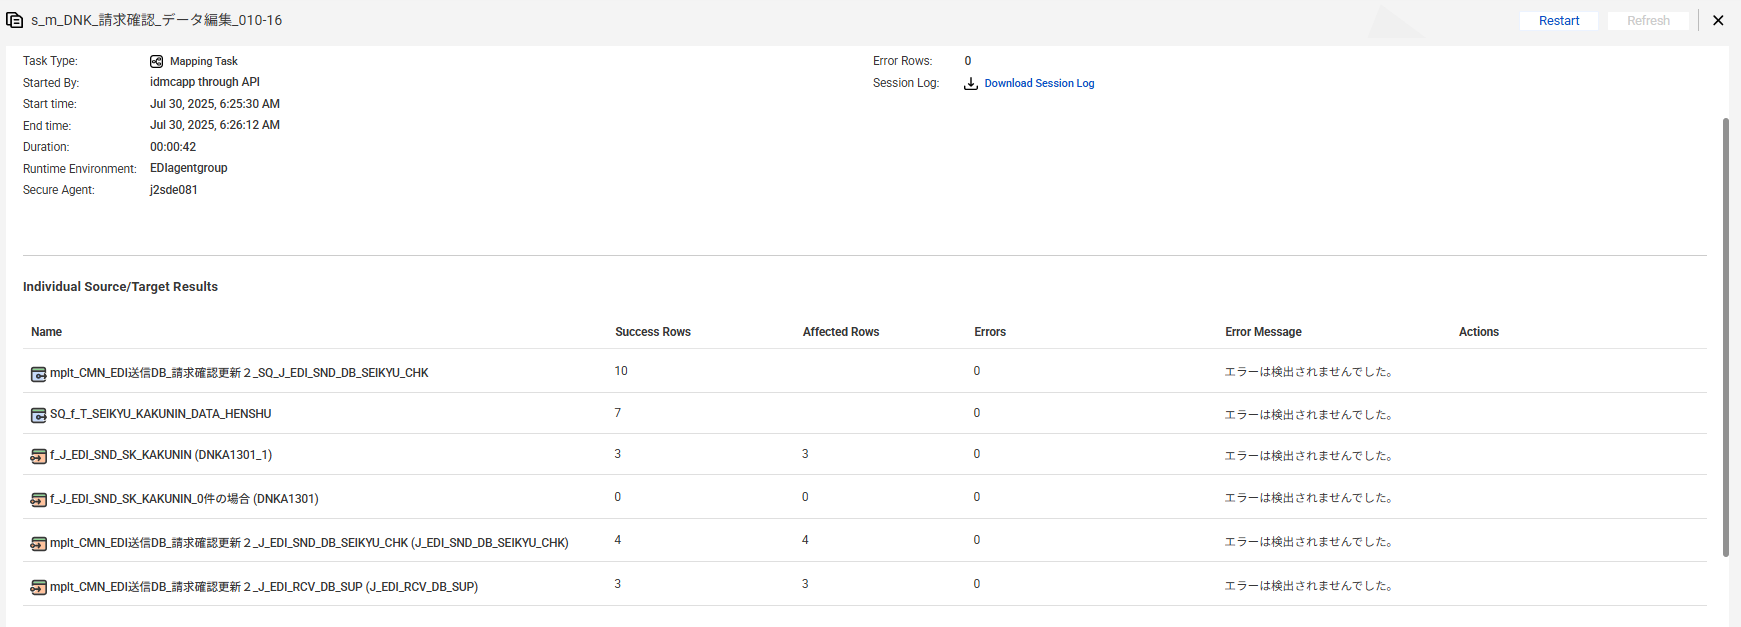 s_m_DNK_請求確認_データ編集_010-16
Restart
Refresh
Task Type: Mapping Task
Started By: idmcapp through API
Start time: Jul 30, 2025, 6:25:30 AM
End time: Jul 30, 2025, 6:26:12 AM
Duration: 00:00:42
Runtime Environment: EDIagentgroup
Secure Agent: j2sde081
Error Rows: 0
Session Log: Download Session Log
Individual Source/Target Results
Name Success Rows Affected Rows Errors Error Message Actions
mplt_CMN_EDI送信DB_請求確認更新２_SQ_J_EDI_SND_DB_SEIKYU_CHK 10 0 エラーは検出されませんでした。
SQ_f_T_SEIKYU_KAKUNIN_DATA_HENSHU 7 0 エラーは検出されませんでした。
f_J_EDI_SND_SK_KAKUNIN (DNKA1301_1) 3 3 0 エラーは検出されませんでした。
f_J_EDI_SND_SK_KAKUNIN_0件の場合 (DNKA1301) 0 0 0 エラーは検出されませんでした。
mplt_CMN_EDI送信DB_請求確認更新２_J_EDI_SND_DB_SEIKYU_CHK (J_EDI_SND_DB_SEIKYU_CHK) 4 4 0 エラーは検出されませんでした。
mplt_CMN_EDI送信DB_請求確認更新２_J_EDI_RCV_DB_SUP (J_EDI_RCV_DB_SUP) 3 3 0 エラーは検出されませんでした。